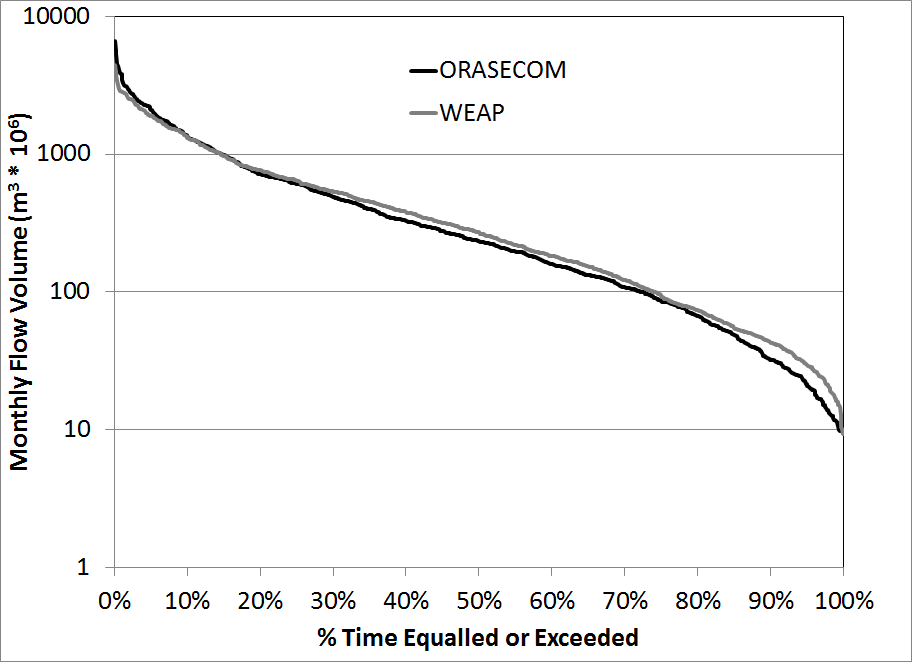 10000
1000
100
10
1
Monthly Flow Volume (m³ * 10⁶)
ORASECOM
WEAP
0% 10% 20% 30% 40% 50% 60% 70% 80% 90% 100%
% Time Equalled or Exceeded